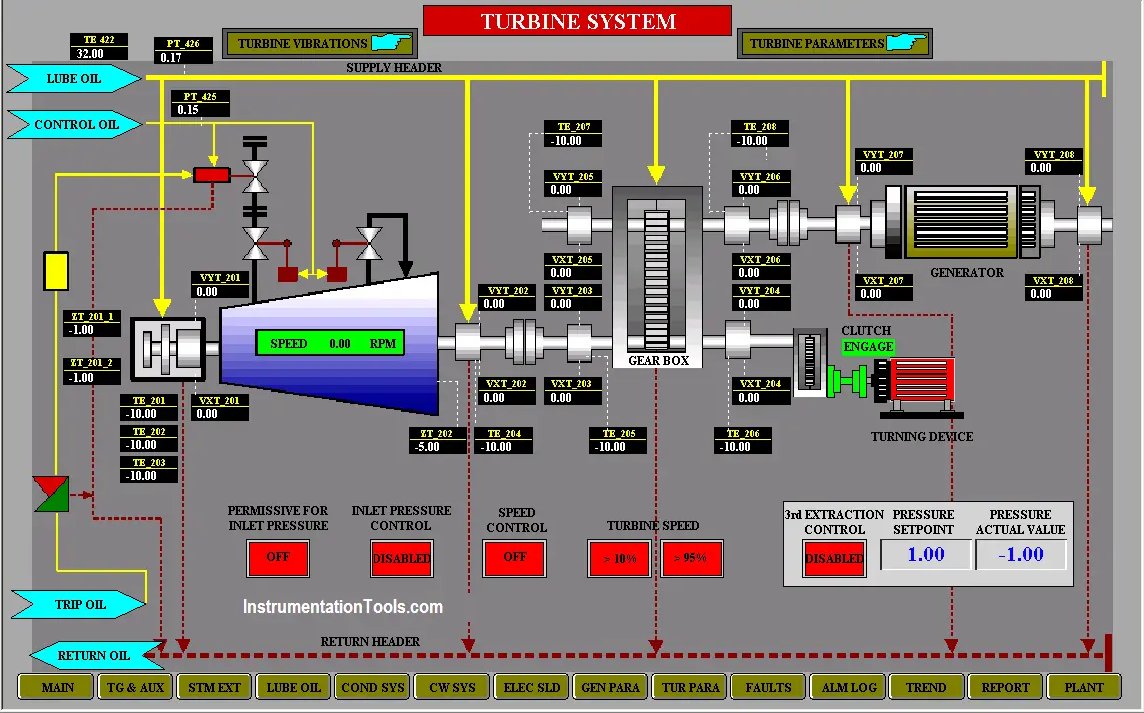 TURBINE SYSTEM
TE 422
32.00
PT_426
0.17
TURBINE VIBRATIONS
TURBINE PARAMETERS
LUBE OIL
SUPPLY HEADER
PT_425
0.15
CONTROL OIL
TE_207
-10.00
TE_208
-10.00
VYT_207
0.00
VYT_208
0.00
VYT_205
0.00
VYT_206
0.00
VXT_205
0.00
VXT_206
0.00
GENERATOR
VYT_201
0.00
VYT_202
0.00
VYT_203
0.00
VYT_204
0.00
VXT_207
0.00
VXT_208
0.00
ZT_201_1
-1.00
SPEED 0.00 RPM
CLUTCH
ENGAGE
GEAR BOX
ZT_201_2
-1.00
VXT_202
0.00
VXT_203
0.00
VXT_204
0.00
TE_201
-10.00
VXT_201
0.00
TE_202
-10.00
ZT_202
-5.00
TE_204
-10.00
TE_205
-10.00
TE_206
-10.00
TURNING DEVICE
TE_203
-10.00
PERMISSIVE FOR
INLET PRESSURE
OFF
INLET PRESSURE
CONTROL
DISABLED
SPEED
CONTROL
OFF
TURBINE SPEED
> 10%
> 95%
3rd EXTRACTION
CONTROL
DISABLED
PRESSURE
SETPOINT
1.00
PRESSURE
ACTUAL VALUE
-1.00
TRIP OIL
InstrumentationTools.com
RETURN HEADER
RETURN OIL
MAIN
TG & AUX
STM EXT
LUBE OIL
COND SYS
CW SYS
ELEC SLD
GEN PARA
TUR PARA
FAULTS
ALM LOG
TREND
REPORT
PLANT